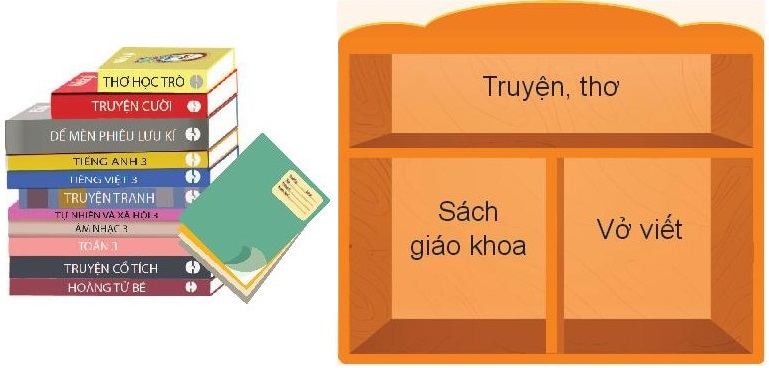 THƠ HỌC TRÒ
TRUYỆN CƯỜI
DẾ MÈN PHIÊU LƯU KÍ
TIẾNG ANH 3
TIẾNG VIỆT 3
TRUYỆN TRANH
TỰ NHIÊN VÀ XÃ HỘI 3
ÂM NHẠC 3
TOÁN 3
TRUYỆN CỔ TÍCH
HOÀNG TỬ BÉ
Truyện, thơ
Sách
giáo khoa
Vở viết